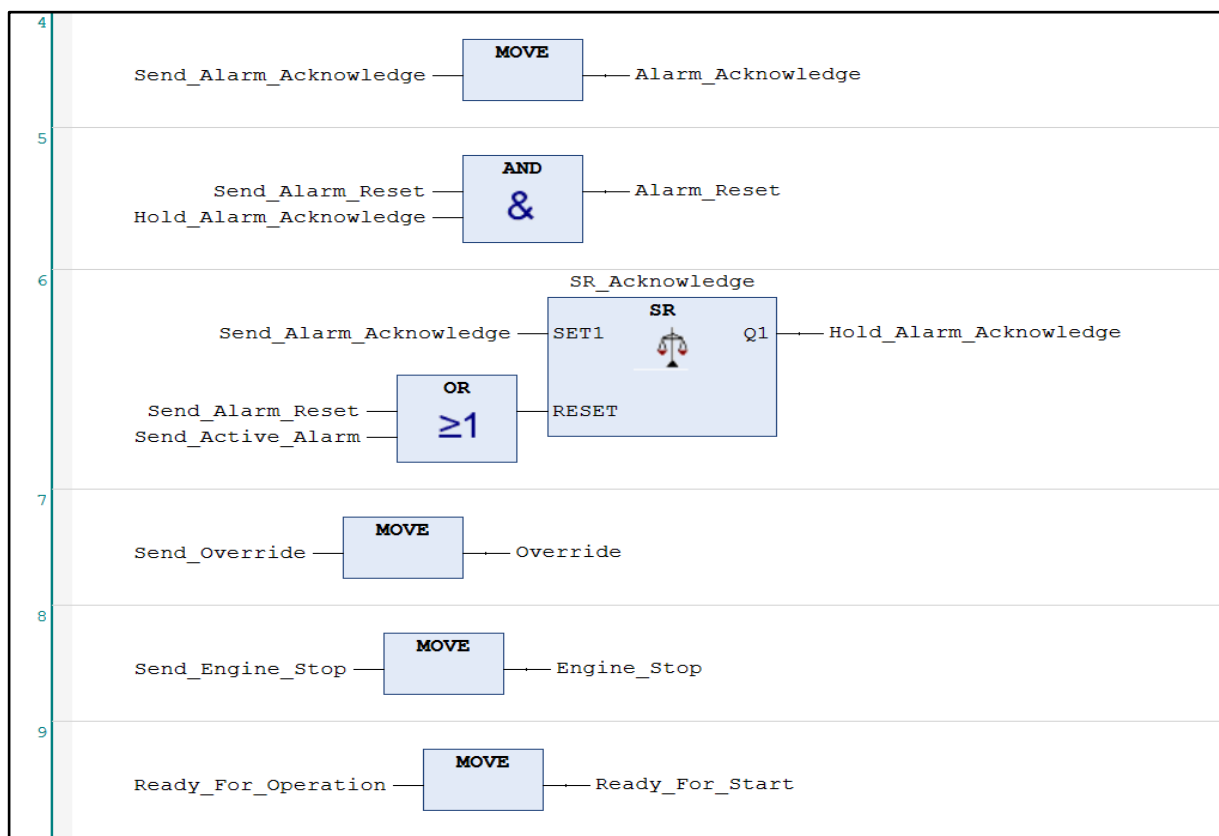 4
MOVE
Send_Alarm_Acknowledge
Alarm_Acknowledge
5
AND
Send_Alarm_Reset
&
Alarm_Reset
Hold_Alarm_Acknowledge
6
SR_Acknowledge
SR
Send_Alarm_Acknowledge
SET1
Q1
Hold_Alarm_Acknowledge
OR
Send_Alarm_Reset
≥1
RESET
Send_Active_Alarm
7
MOVE
Send_Override
Override
8
MOVE
Send_Engine_Stop
Engine_Stop
9
MOVE
Ready_For_Operation
Ready_For_Start